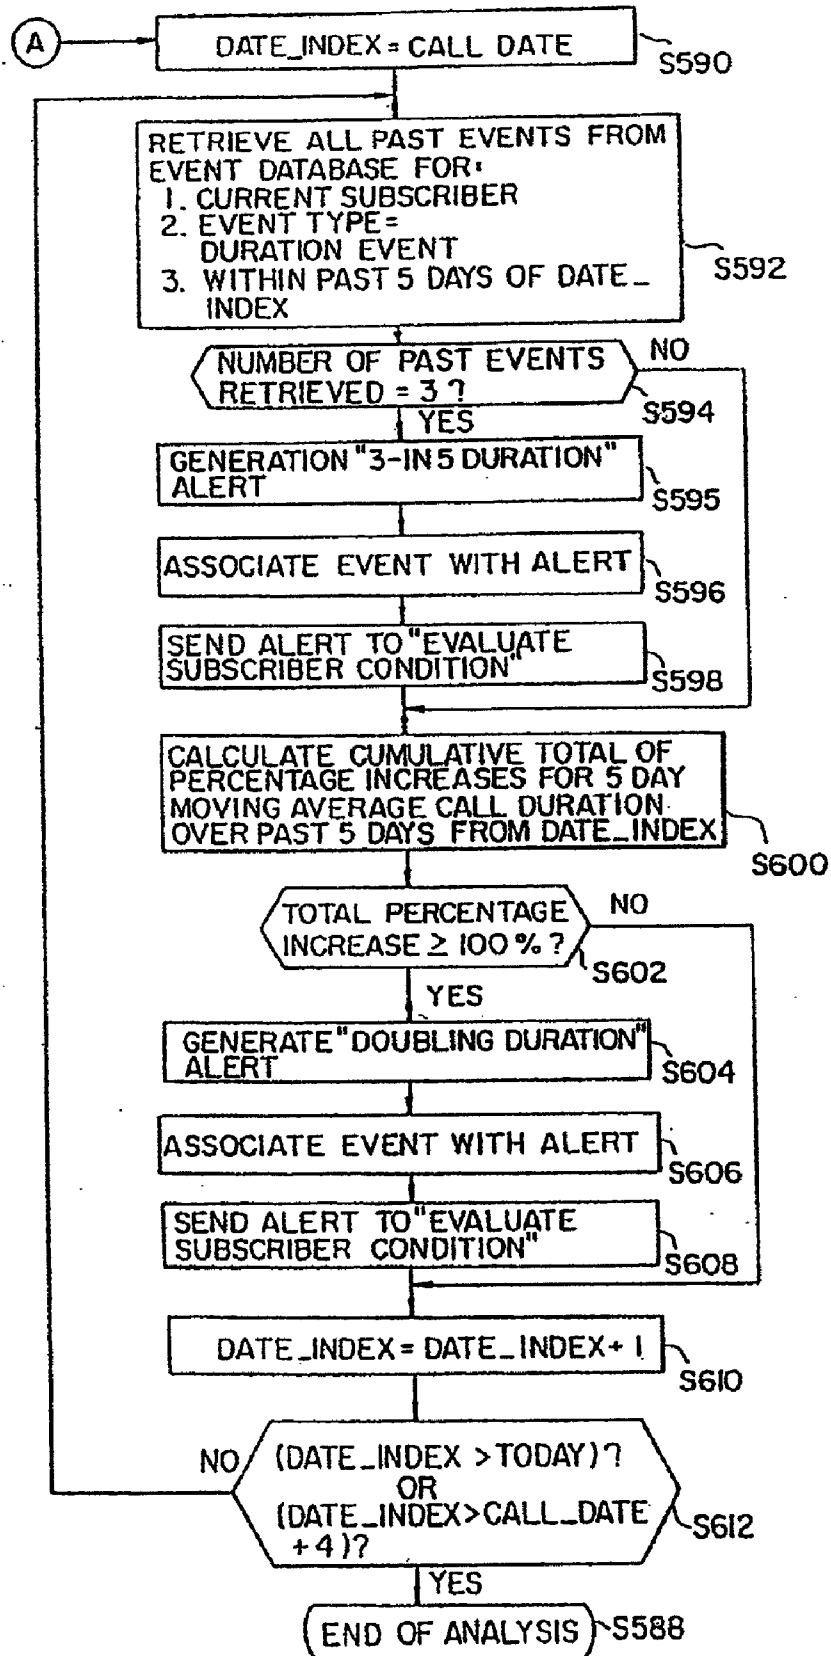 A
DATE_INDEX = CALL DATE
S590
RETRIEVE ALL PAST EVENTS FROM
EVENT DATABASE FOR:
1. CURRENT SUBSCRIBER
2. EVENT TYPE=
DURATION EVENT
3. WITHIN PAST 5 DAYS OF DATE_
INDEX
S592
NUMBER OF PAST EVENTS
RETRIEVED = 3 ?
NO
S594
YES
GENERATION "3-IN 5 DURATION"
ALERT
S595
ASSOCIATE EVENT WITH ALERT
S596
SEND ALERT TO "EVALUATE
SUBSCRIBER CONDITION"
S598
CALCULATE CUMULATIVE TOTAL OF
PERCENTAGE INCREASES FOR 5 DAY
MOVING AVERAGE CALL DURATION
OVER PAST 5 DAYS FROM DATE_INDEX
S600
TOTAL PERCENTAGE
INCREASE ≥ 100 % ?
NO
S602
YES
GENERATE "DOUBLING DURATION"
ALERT
S604
ASSOCIATE EVENT WITH ALERT
S606
SEND ALERT TO "EVALUATE
SUBSCRIBER CONDITION"
S608
DATE_INDEX = DATE_INDEX + 1
S610
NO
(DATE_INDEX > TODAY)?
OR
(DATE_INDEX>CALL_DATE
+4)?
S612
YES
END OF ANALYSIS
S588